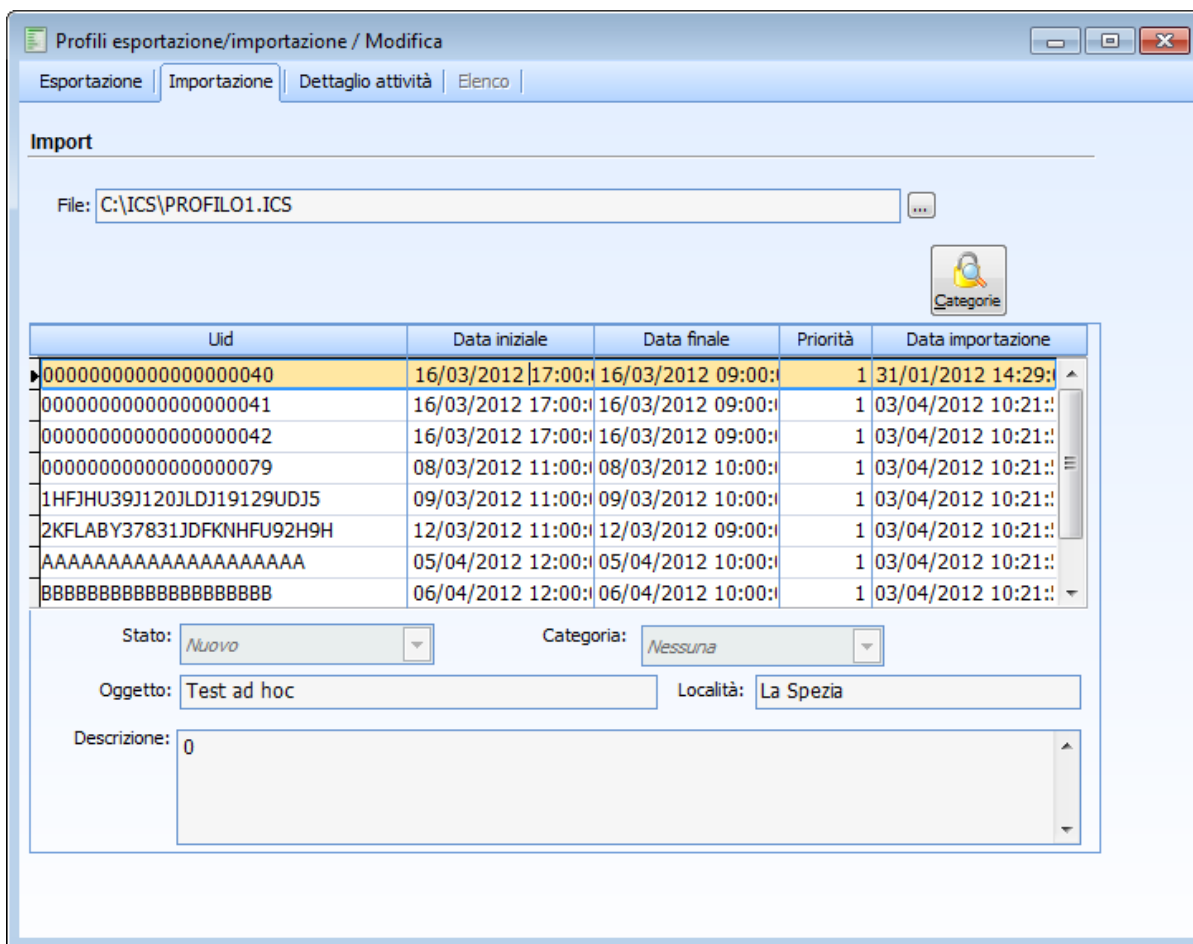 Profili esportazione/importazione / Modifica
Esportazione Importazione Dettaglio attività Elenco
Import
File: C:\ICS\PROFILO1.ICS ...
Categorie
Uid Data iniziale Data finale Priorità Data importazione
00000000000000000040 16/03/2012 17:00: 16/03/2012 09:00: 1 31/01/2012 14:29:
00000000000000000041 16/03/2012 17:00: 16/03/2012 09:00: 1 03/04/2012 10:21:
00000000000000000042 16/03/2012 17:00: 16/03/2012 09:00: 1 03/04/2012 10:21:
00000000000000000079 08/03/2012 11:00: 08/03/2012 10:00: 1 03/04/2012 10:21:
1HFJHU39J120JLDJ19129UDJ5 09/03/2012 11:00: 09/03/2012 10:00: 1 03/04/2012 10:21:
2KFLABY37831JDFKNHFU92H9H 12/03/2012 11:00: 12/03/2012 09:00: 1 03/04/2012 10:21:
AAAAAAAAAAAAAAAAAAAA 05/04/2012 12:00: 05/04/2012 10:00: 1 03/04/2012 10:21:
BBBBBBBBBBBBBBBBBBBB 06/04/2012 12:00: 06/04/2012 10:00: 1 03/04/2012 10:21:
Stato: Nuovo Categoria: Nessuna
Oggetto: Test ad hoc Località: La Spezia
Descrizione: 0